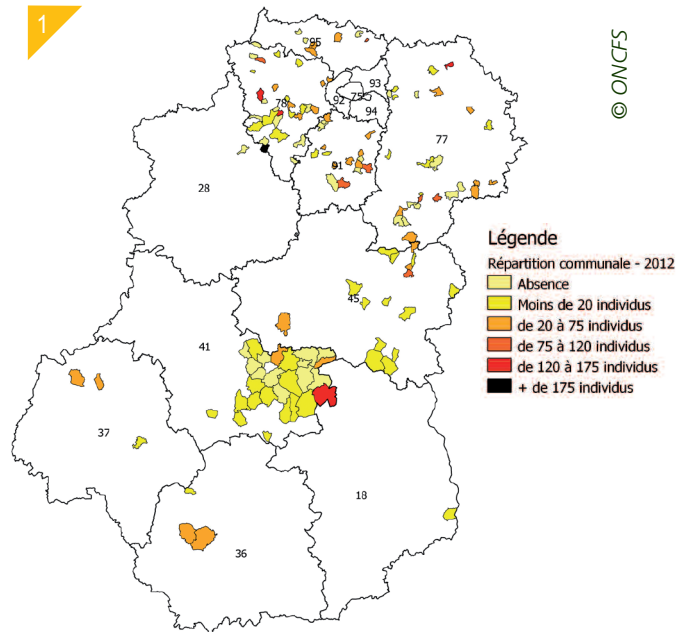 1
© ONCFS
95
93
92
75
94
78
77
91
28
45
41
37
18
36
Légende
Répartition communale - 2012
Absence
Moins de 20 individus
de 20 à 75 individus
de 75 à 120 individus
de 120 à 175 individus
+ de 175 individus